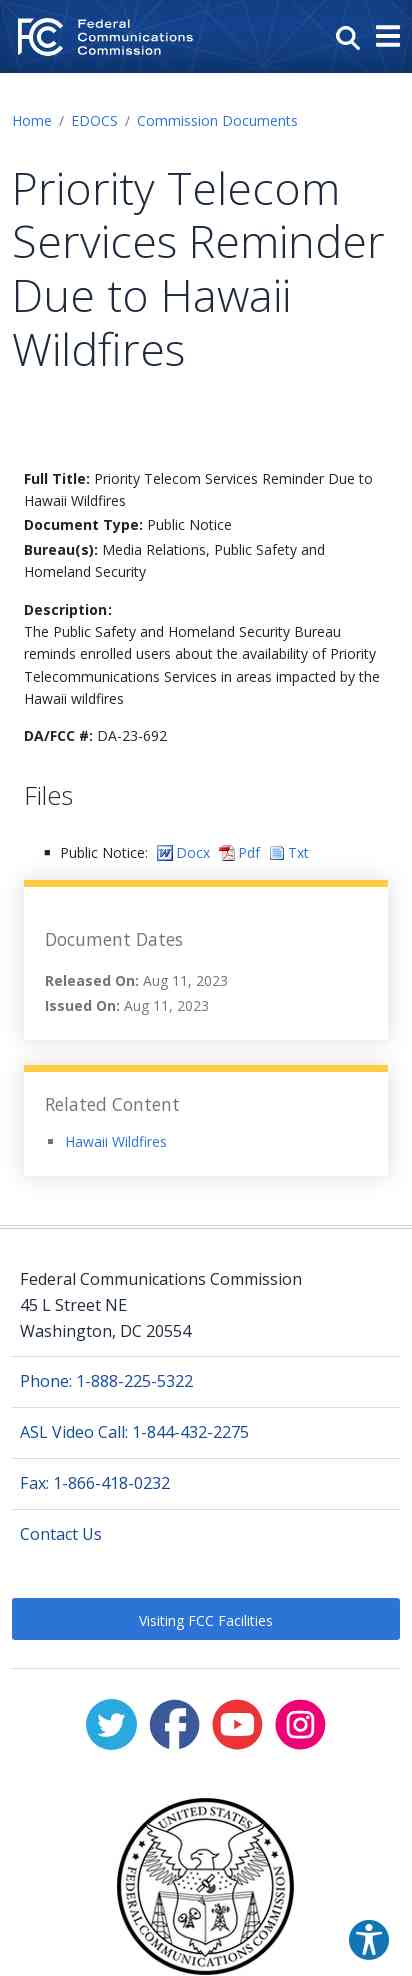 Federal
Communications
Commission
Home / EDOCS / Commission Documents
Priority Telecom
Services Reminder
Due to Hawaii
Wildfires
Full Title: Priority Telecom Services Reminder Due to
Hawaii Wildfires
Document Type: Public Notice
Bureau(s): Media Relations, Public Safety and
Homeland Security
Description:
The Public Safety and Homeland Security Bureau
reminds enrolled users about the availability of Priority
Telecommunications Services in areas impacted by the
Hawaii wildfires
DA/FCC #: DA-23-692
Files
Public Notice: Docx Pdf Txt
Document Dates
Released On: Aug 11, 2023
Issued On: Aug 11, 2023
Related Content
Hawaii Wildfires
Federal Communications Commission
45 L Street NE
Washington, DC 20554
Phone: 1-888-225-5322
ASL Video Call: 1-844-432-2275
Fax: 1-866-418-0232
Contact Us
Visiting FCC Facilities
UNITED STATES
FEDERAL COMMUNICATIONS COMMISSION